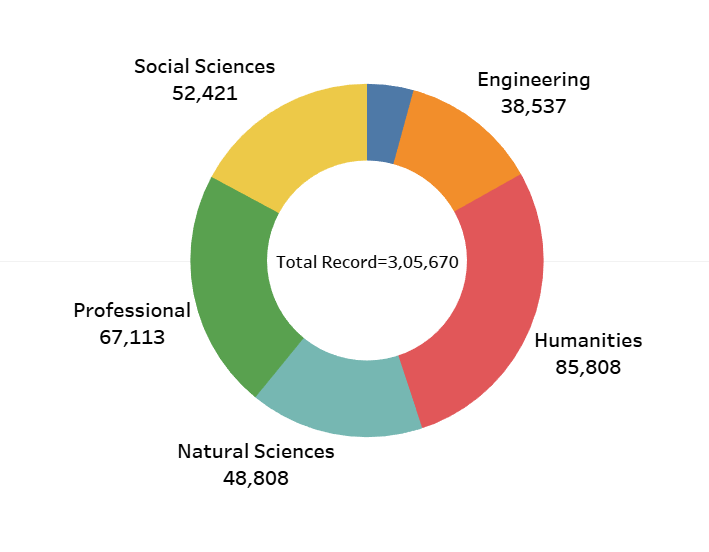 Social Sciences
52,421
Engineering
38,537
Total Record=3,05,670
Professional
67,113
Humanities
85,808
Natural Sciences
48,808